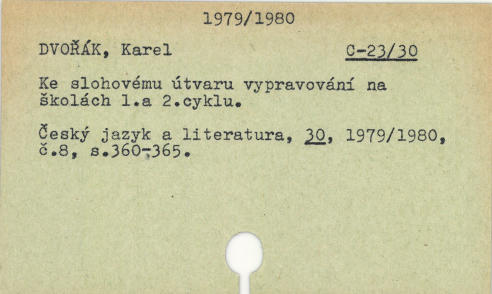 1979/1980
DVOŘÁK, Karel C-23/30
Ke slohovému útvaru vypravování na
školách 1.a 2.cyklu.
Český jazyk a literatura, 30, 1979/1980,
č.8, s.360-365.